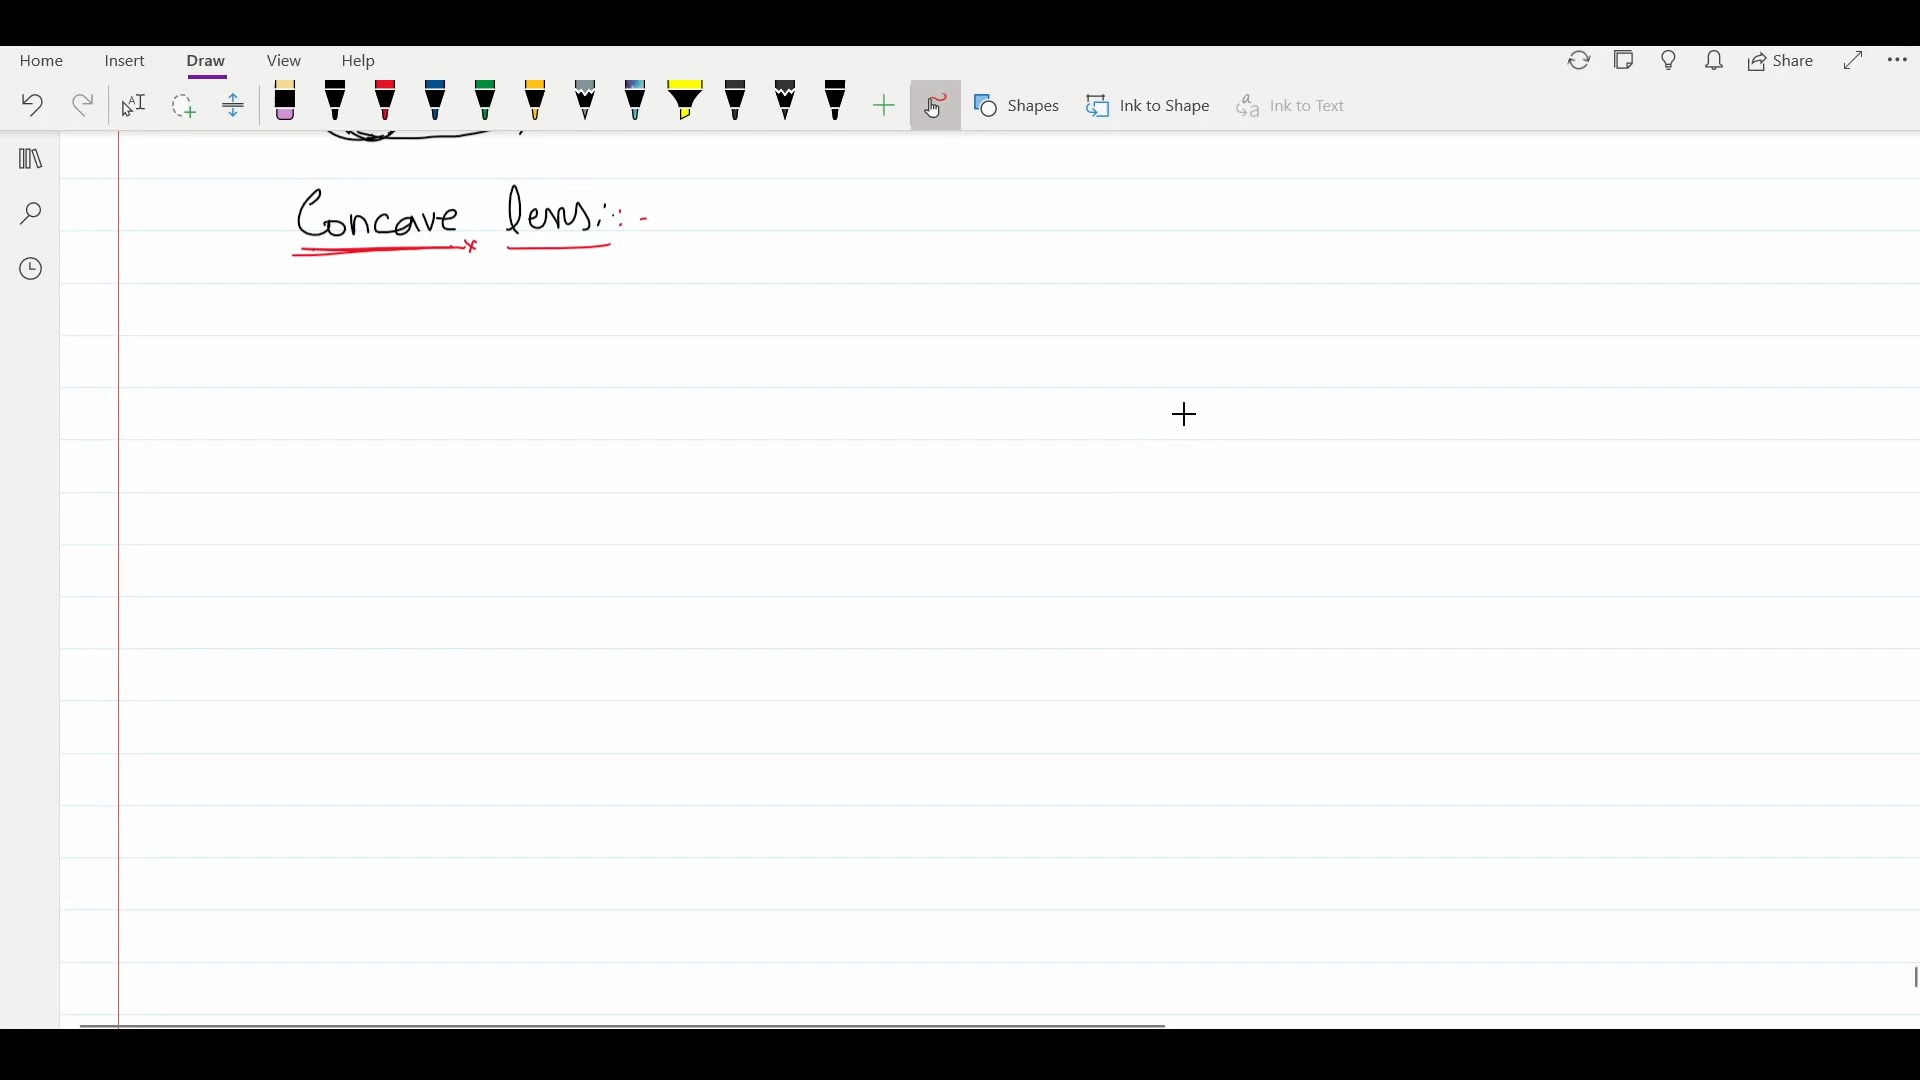 Home Insert Draw View Help Share
Shapes Ink to Shape Ink to Text
Concave lens: :-